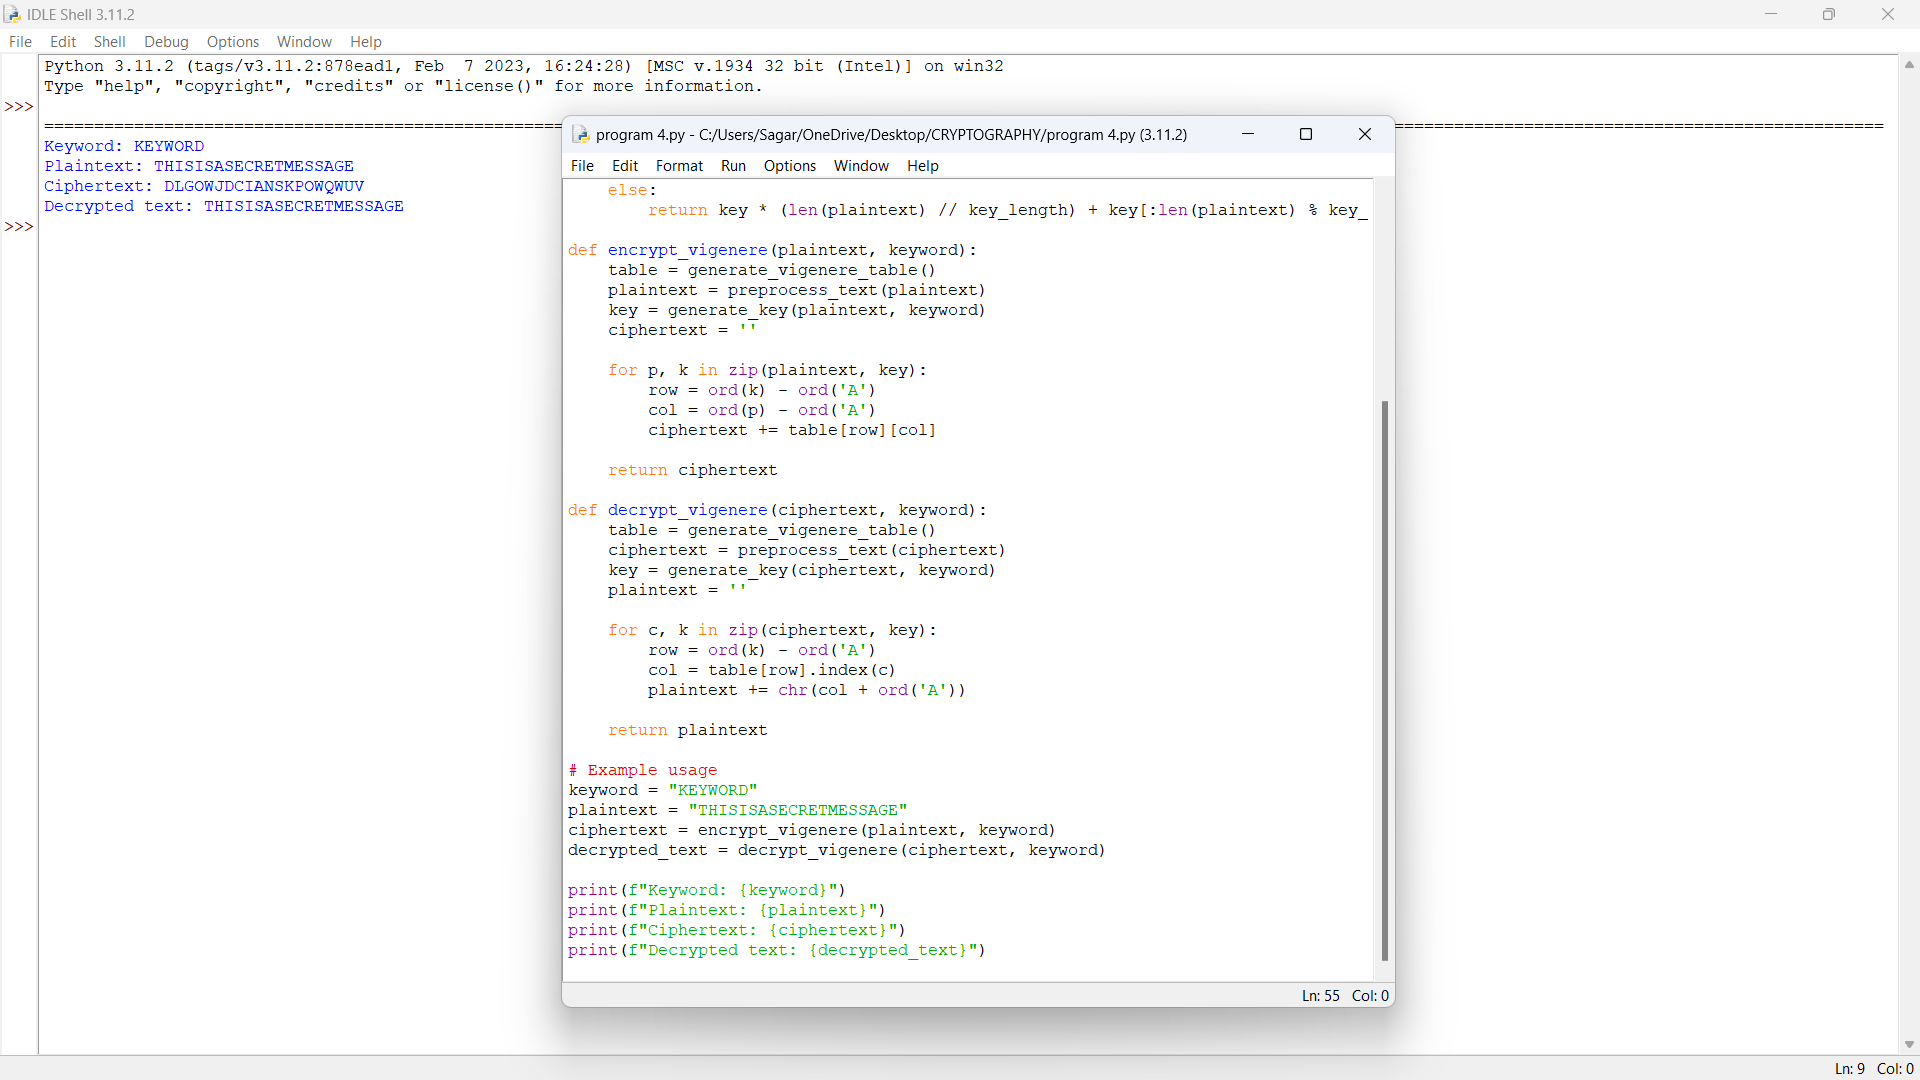 IDLE Shell 3.11.2
File Edit Shell Debug Options Window Help
Python 3.11.2 (tags/v3.11.2:878ead1, Feb  7 2023, 16:24:28) [MSC v.1934 32 bit (Intel)] on win32
Type "help", "copyright", "credits" or "license()" for more information.
>>>
Keyword: KEYWORD
Plaintext: THISISASECRETMESSAGE
Ciphertext: DLGOWJDCIANSKPOWQWUV
Decrypted text: THISISASECRETMESSAGE
>>>
program 4.py - C:/Users/Sagar/OneDrive/Desktop/CRYPTOGRAPHY/program 4.py (3.11.2)
File Edit Format Run Options Window Help
    else:
        return key * (len(plaintext) // key_length) + key[:len(plaintext) % key_
def encrypt_vigenere(plaintext, keyword):
    table = generate_vigenere_table()
    plaintext = preprocess_text(plaintext)
    key = generate_key(plaintext, keyword)
    ciphertext = ''
    for p, k in zip(plaintext, key):
        row = ord(k) - ord('A')
        col = ord(p) - ord('A')
        ciphertext += table[row][col]
    return ciphertext
def decrypt_vigenere(ciphertext, keyword):
    table = generate_vigenere_table()
    ciphertext = preprocess_text(ciphertext)
    key = generate_key(ciphertext, keyword)
    plaintext = ''
    for c, k in zip(ciphertext, key):
        row = ord(k) - ord('A')
        col = table[row].index(c)
        plaintext += chr(col + ord('A'))
    return plaintext
# Example usage
keyword = "KEYWORD"
plaintext = "THISISASECRETMESSAGE"
ciphertext = encrypt_vigenere(plaintext, keyword)
decrypted_text = decrypt_vigenere(ciphertext, keyword)
print(f"Keyword: {keyword}")
print(f"Plaintext: {plaintext}")
print(f"Ciphertext: {ciphertext}")
print(f"Decrypted text: {decrypted_text}")
Ln: 55 Col: 0
Ln: 9 Col: 0